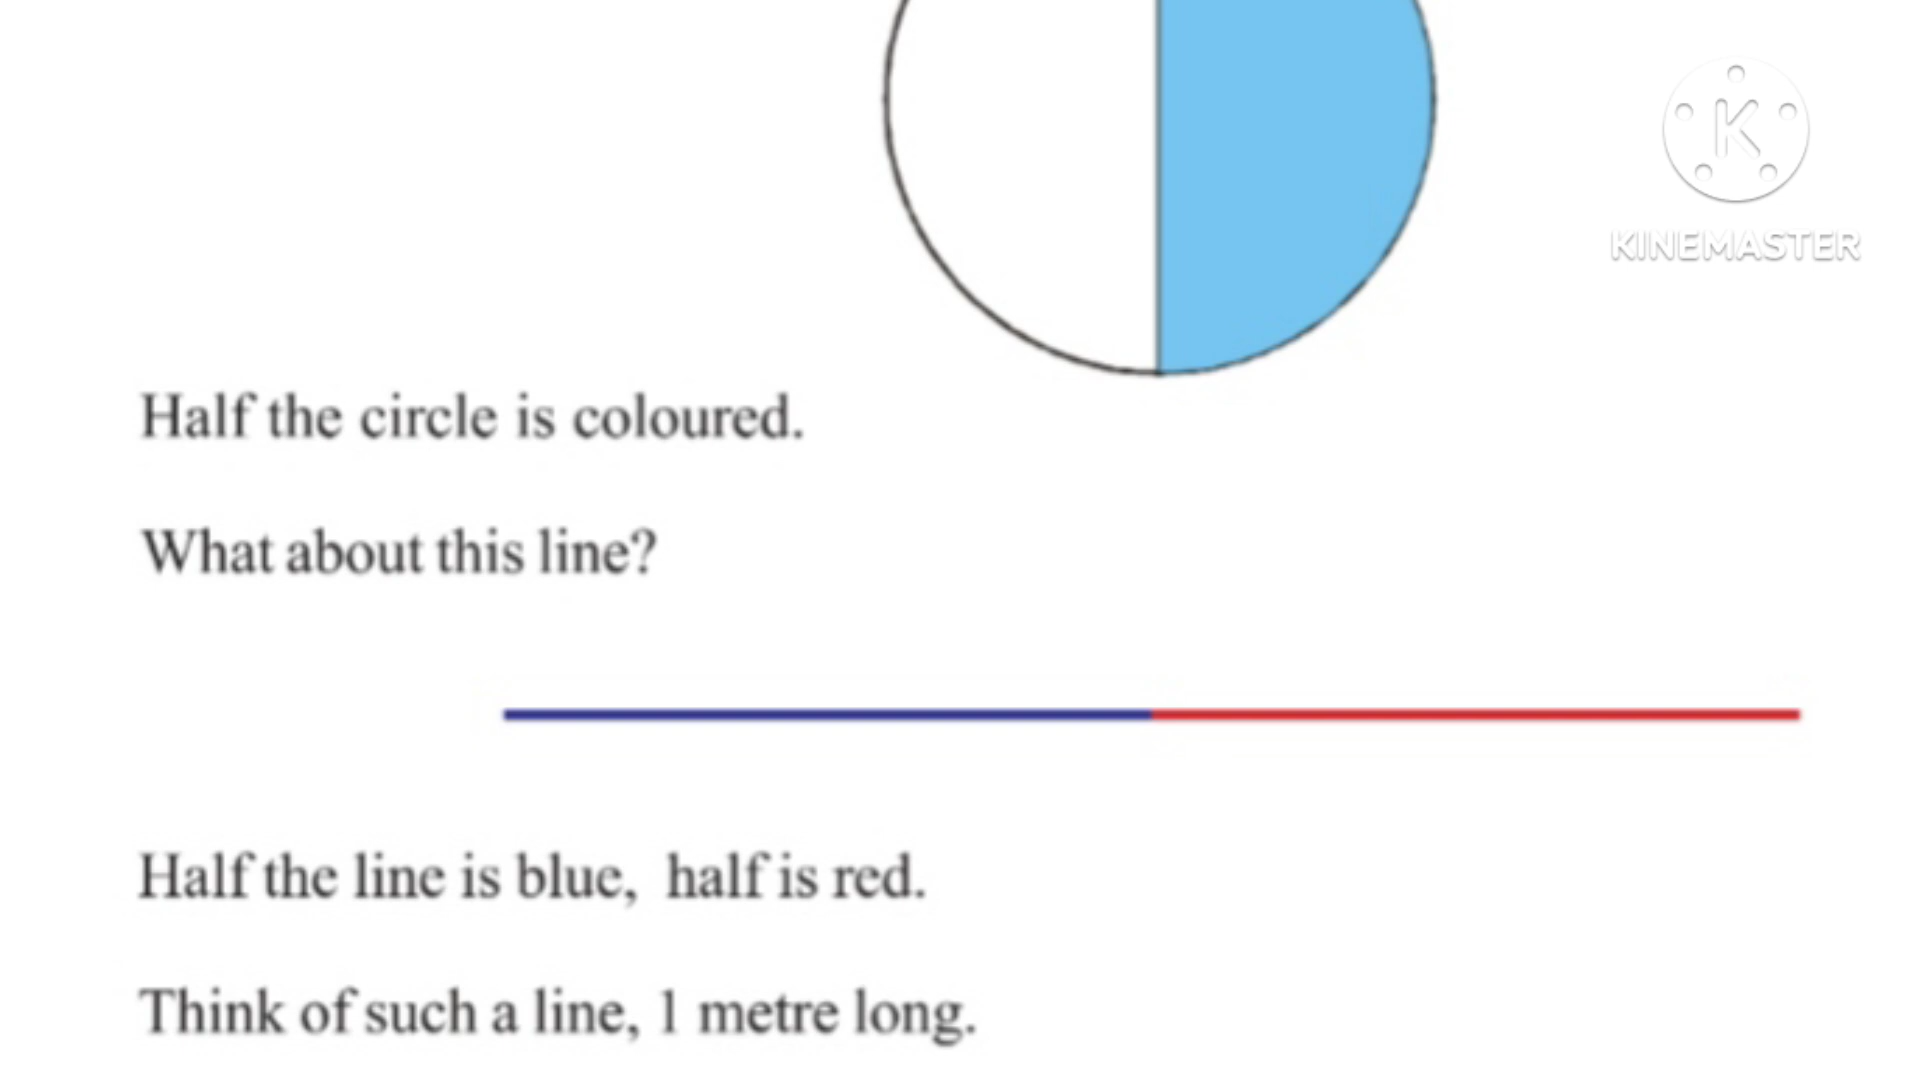 K
KINEMASTER
Half the circle is coloured.
What about this line?
Half the line is blue, half is red.
Think of such a line, 1 metre long.